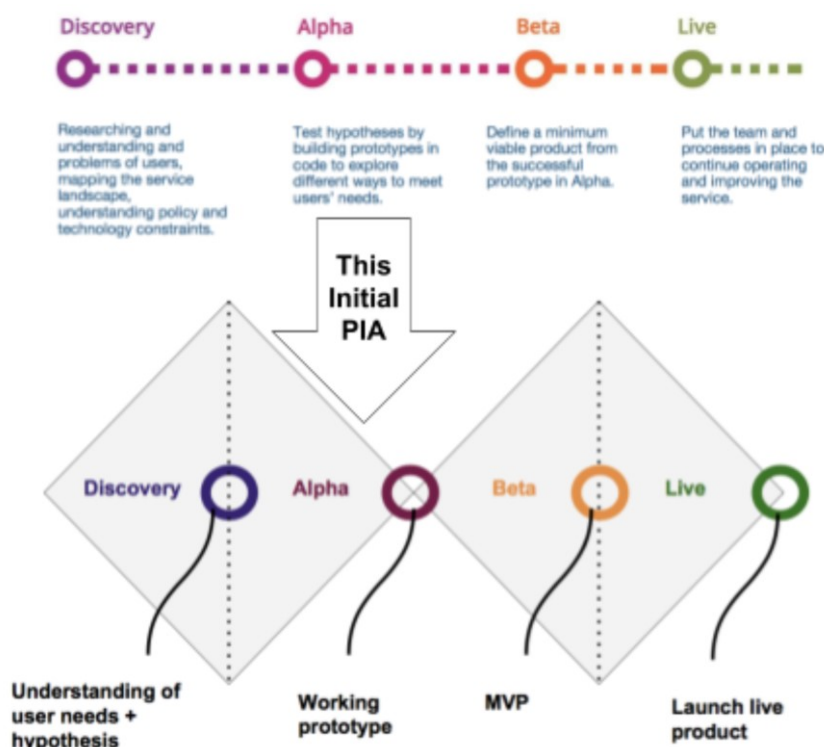 Discovery
Alpha
Beta
Live
Researching and
understanding and
problems of users,
mapping the service
landscape,
understanding policy and
technology constraints.
Test hypotheses by
building prototypes in
code to explore
different ways to meet
users' needs.
Define a minimum
viable product from
the successful
prototype in Alpha.
Put the team and
processes in place to
continue operating
and improving the
service.
This
Initial
PIA
Discovery
Alpha
Beta
Live
Understanding of
user needs +
hypothesis
Working
prototype
MVP
Launch live
product